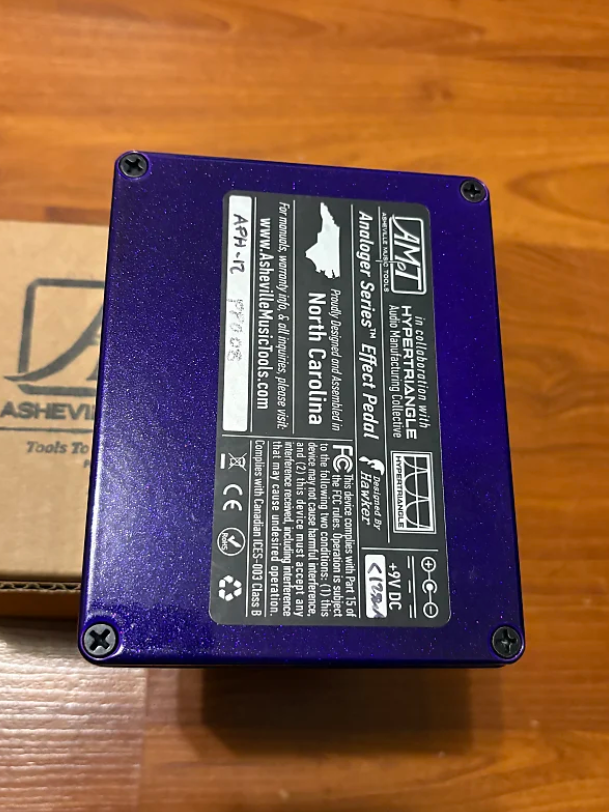 AMT
ASHEVILLE MUSIC TOOLS
in collaboration with
HYPERTRIANGLE
Audio Manufacturing Collective
Analoger Series™ Effect Pedal
Proudly Designed and Assembled in
North Carolina
For manuals, warranty info, & all inquiries, please visit:
www.AshevilleMusicTools.com
APH-12
HYPERTRIANGLE
+9V DC
Designed By
Hawker
FC This device complies with Part 15 of
the FCC rules. Operation is subject
to the following two conditions: (1) this
device may not cause harmful interference,
and (2) this device must accept any
interference received, including interference
that may cause undesired operation.
Complies with Canadian ICES-003 Class B
CE
RoHS
ASHEVI
Tools To